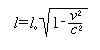 l = l₀ √(1 - v²/c²)